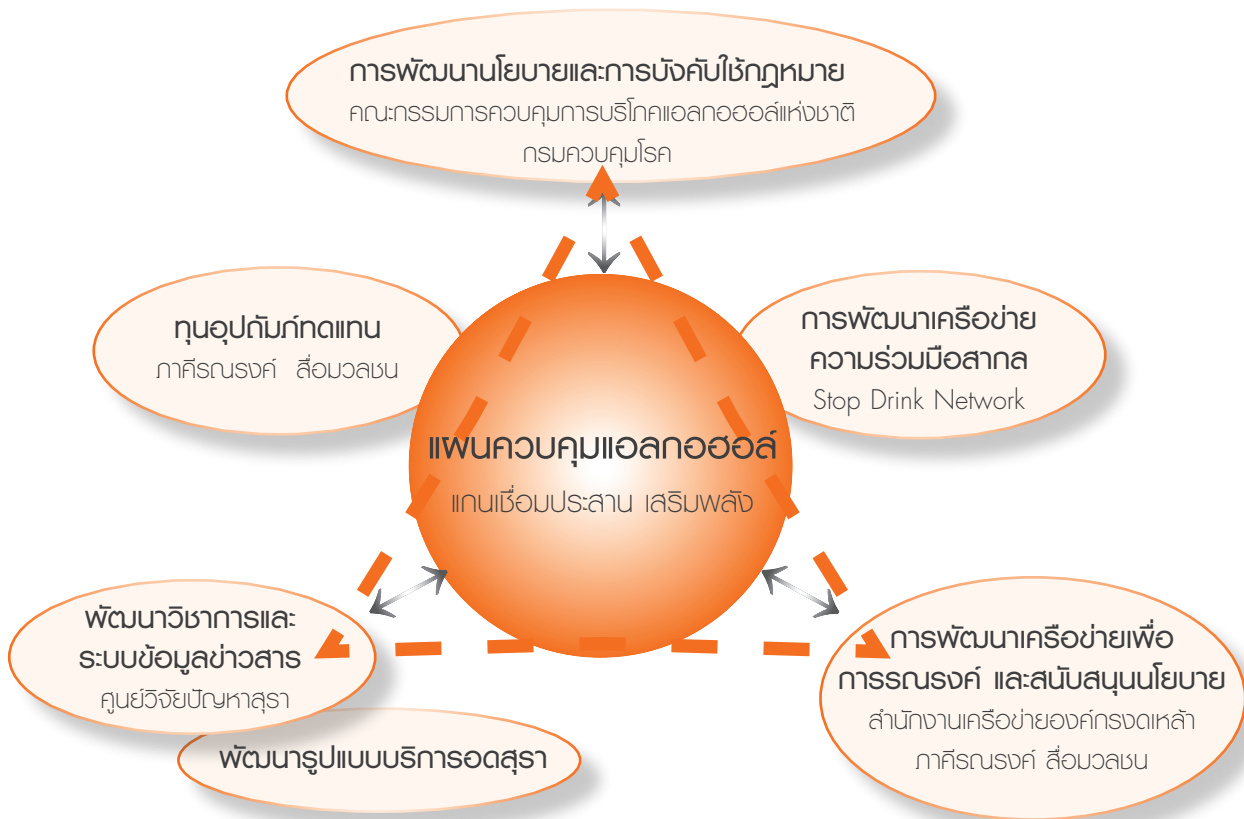 การพัฒนานโยบายและการบังคับใช้กฎหมาย
คณะกรรมการควบคุมการบริโภคแอลกอฮอล์แห่งชาติ
กรมควบคุมโรค
ทุนอุปถัมภ์ทดแทน
ภาคีรณรงค์ สื่อมวลชน
การพัฒนาเครือข่าย
ความร่วมมือสากล
Stop Drink Network
แผนควบคุมแอลกอฮอล์
แกนเชื่อมประสาน เสริมพลัง
พัฒนาวิชาการและ
ระบบข้อมูลข่าวสาร
ศูนย์วิจัยปัญหาสุรา
พัฒนารูปแบบบริการอดสุรา
การพัฒนาเครือข่ายเพื่อ
การรณรงค์ และสนับสนุนนโยบาย
สำนักงานเครือข่ายองค์กรงดเหล้า
ภาคีรณรงค์ สื่อมวลชน